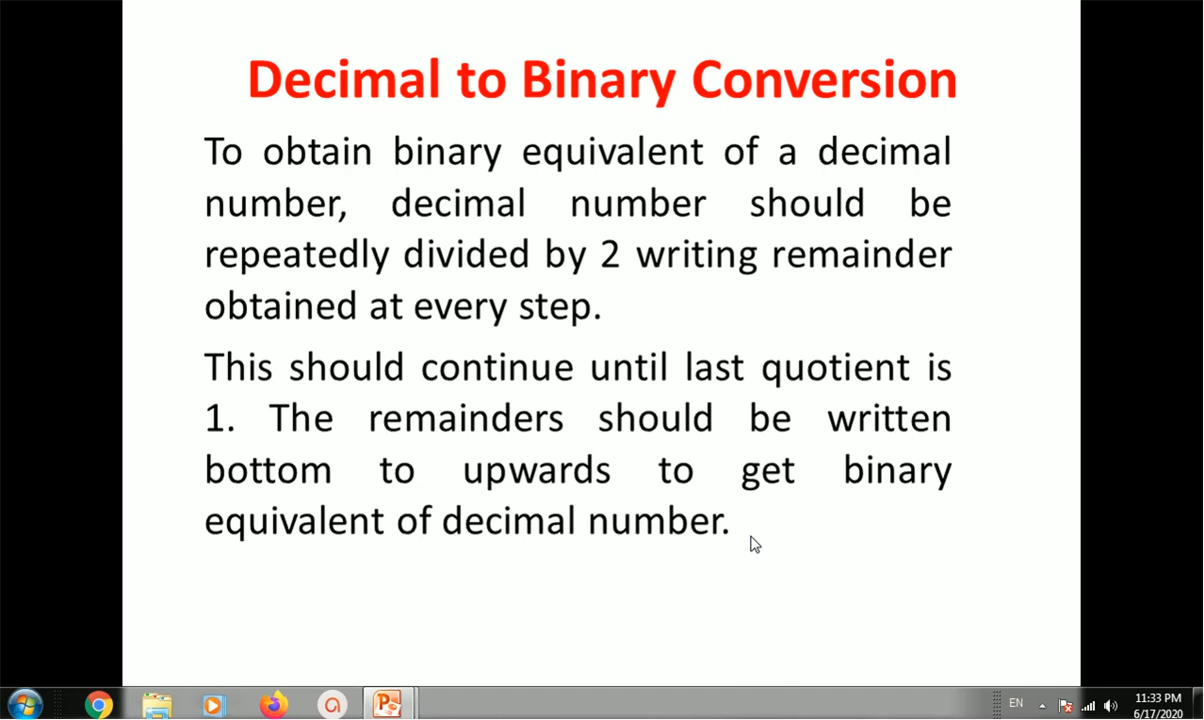 Decimal to Binary Conversion
To obtain binary equivalent of a decimal
number, decimal number should be
repeatedly divided by 2 writing remainder
obtained at every step.
This should continue until last quotient is
1. The remainders should be written
bottom to upwards to get binary
equivalent of decimal number.
EN
11:33 PM
6/17/2020